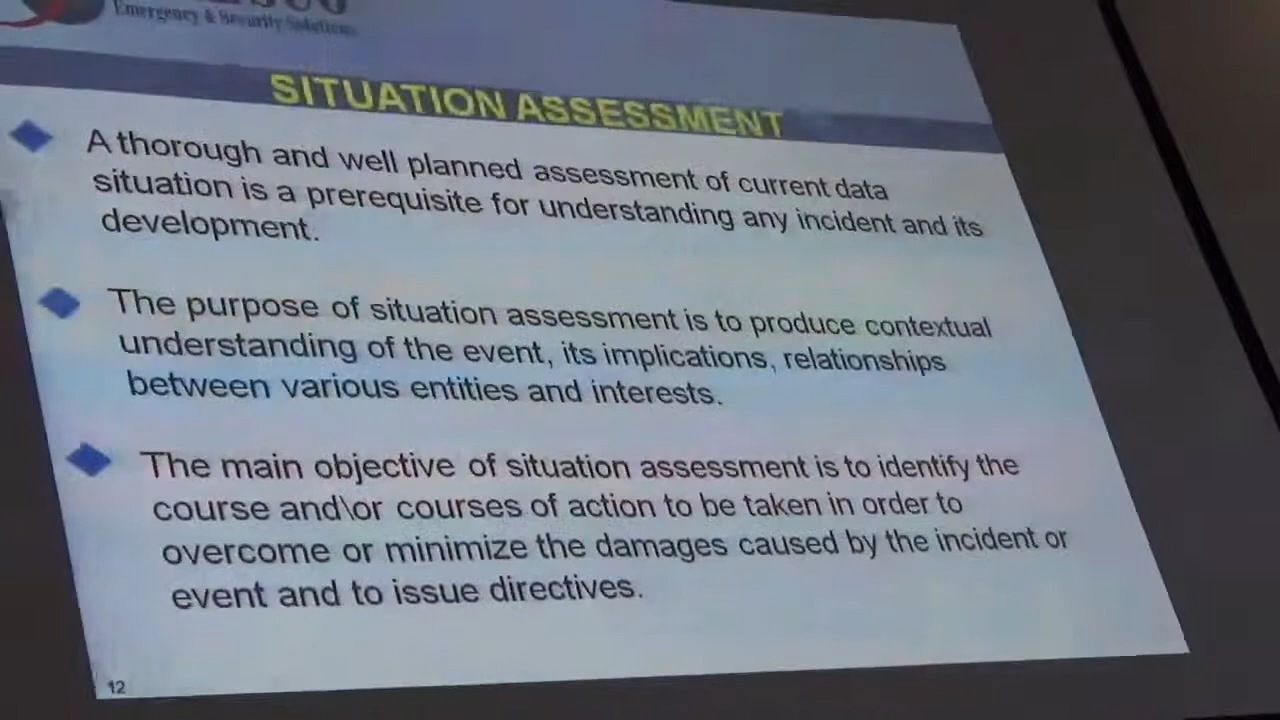 Emergency & Security Solutions
SITUATION ASSESSMENT
A thorough and well planned assessment of current data
situation is a prerequisite for understanding any incident and its
development.
The purpose of situation assessment is to produce contextual
understanding of the event, its implications, relationships
between various entities and interests.
The main objective of situation assessment is to identify the
course and\or courses of action to be taken in order to
overcome or minimize the damages caused by the incident or
event and to issue directives.
12